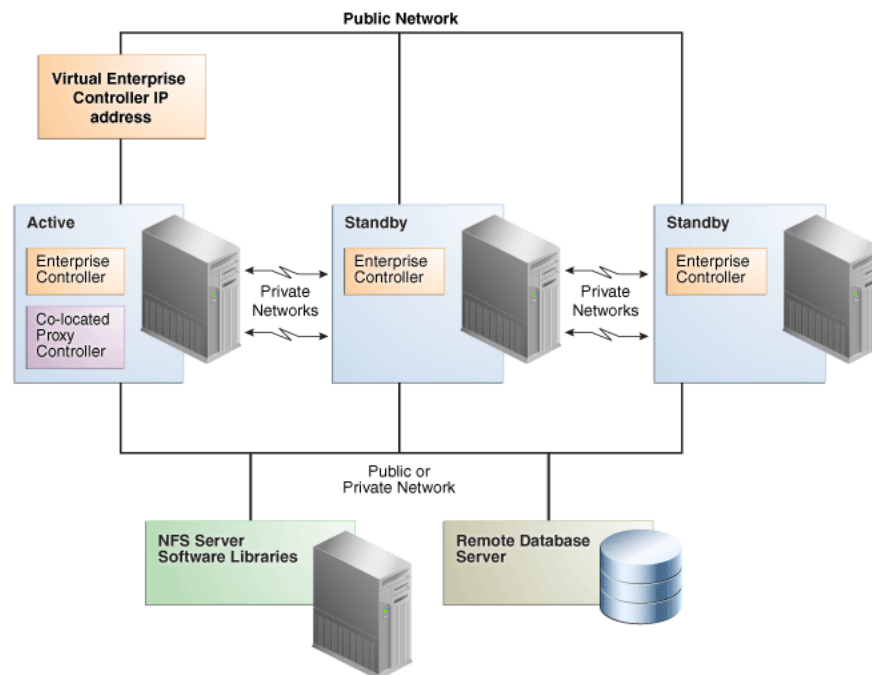 Public Network
Virtual Enterprise
Controller IP
address
Active
Enterprise
Controller
Co-located
Proxy
Controller
Private
Networks
Standby
Enterprise
Controller
Private
Networks
Standby
Enterprise
Controller
Public or
Private Network
NFS Server
Software Libraries
Remote Database
Server